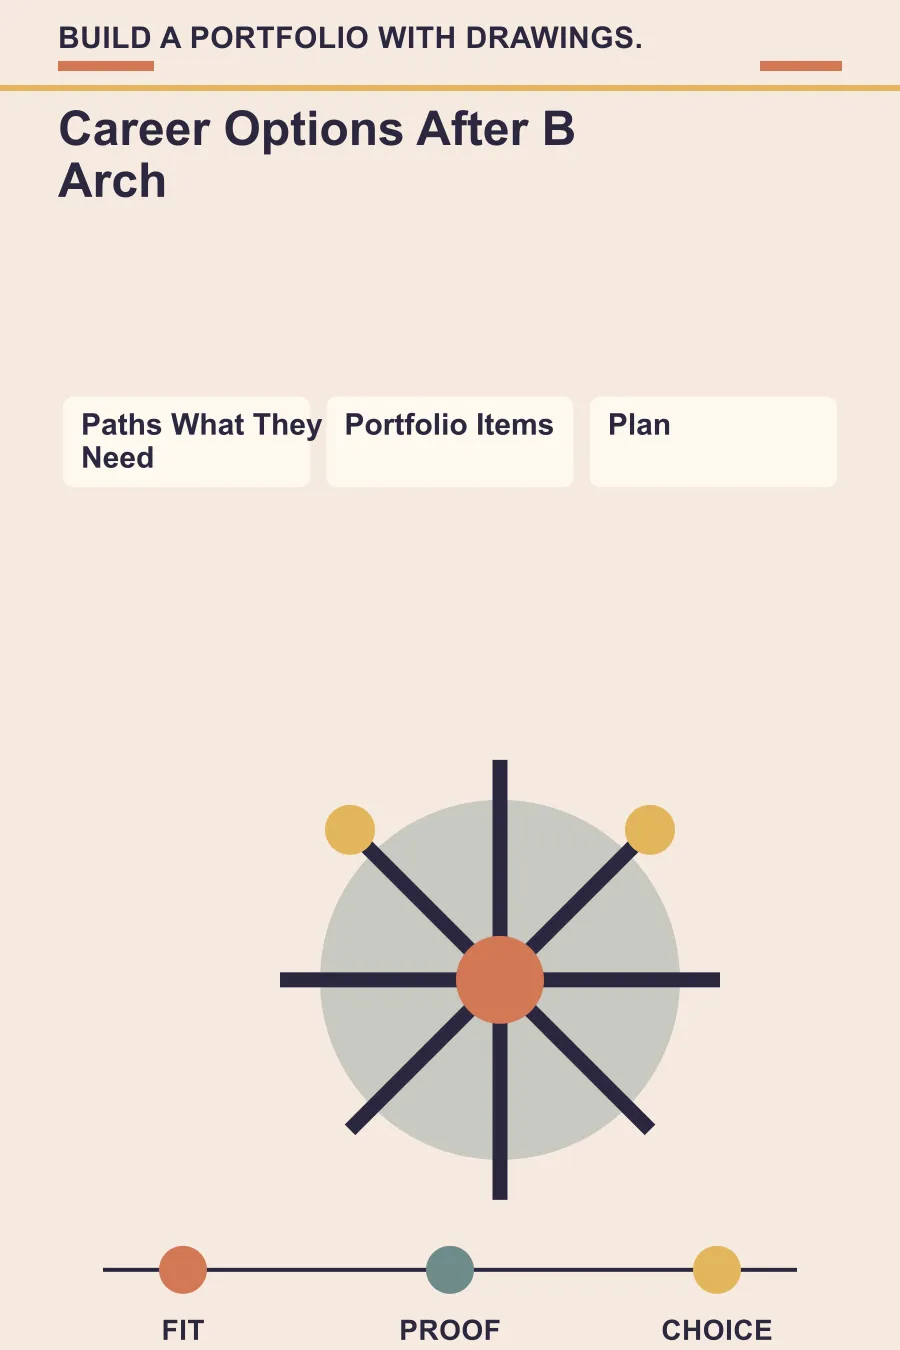 BUILD A PORTFOLIO WITH DRAWINGS.
Career Options After B
Arch
Paths What They
Need
Portfolio Items
Plan
FIT
PROOF
CHOICE